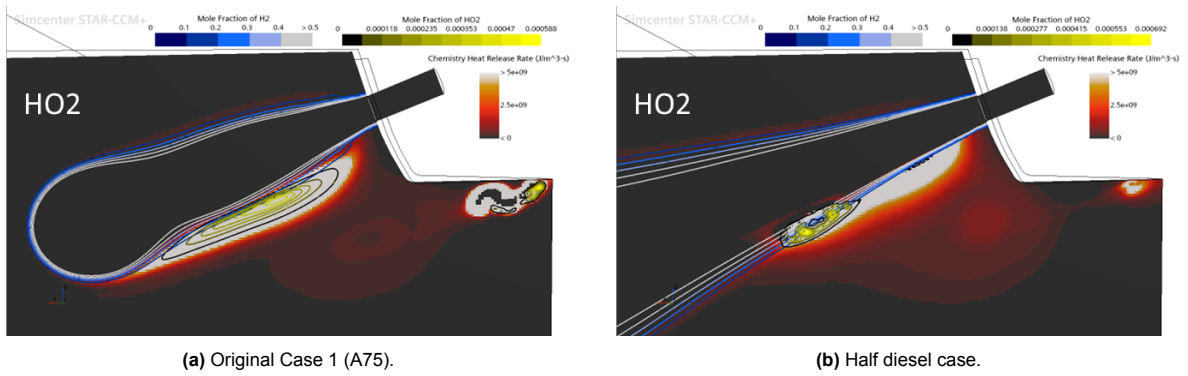 Simcenter STAR-CCM+
Mole Fraction of H2
0.1 0.2 0.3 0.4 > 0.5
Mole Fraction of HO2
0.000118 0.000235 0.000353 0.00047 0.000588
Chemistry Heat Release Rate (J/m^3-s)
> 5e+09
2.5e+09
< 0
HO2
(a) Original Case 1 (A75).
Simcenter STAR-CCM+
Mole Fraction of H2
0.1 0.2 0.3 0.4 > 0.5
Mole Fraction of HO2
0.000138 0.000277 0.000415 0.000553 0.000692
Chemistry Heat Release Rate (J/m^3-s)
> 5e+09
2.5e+09
< 0
HO2
(b) Half diesel case.